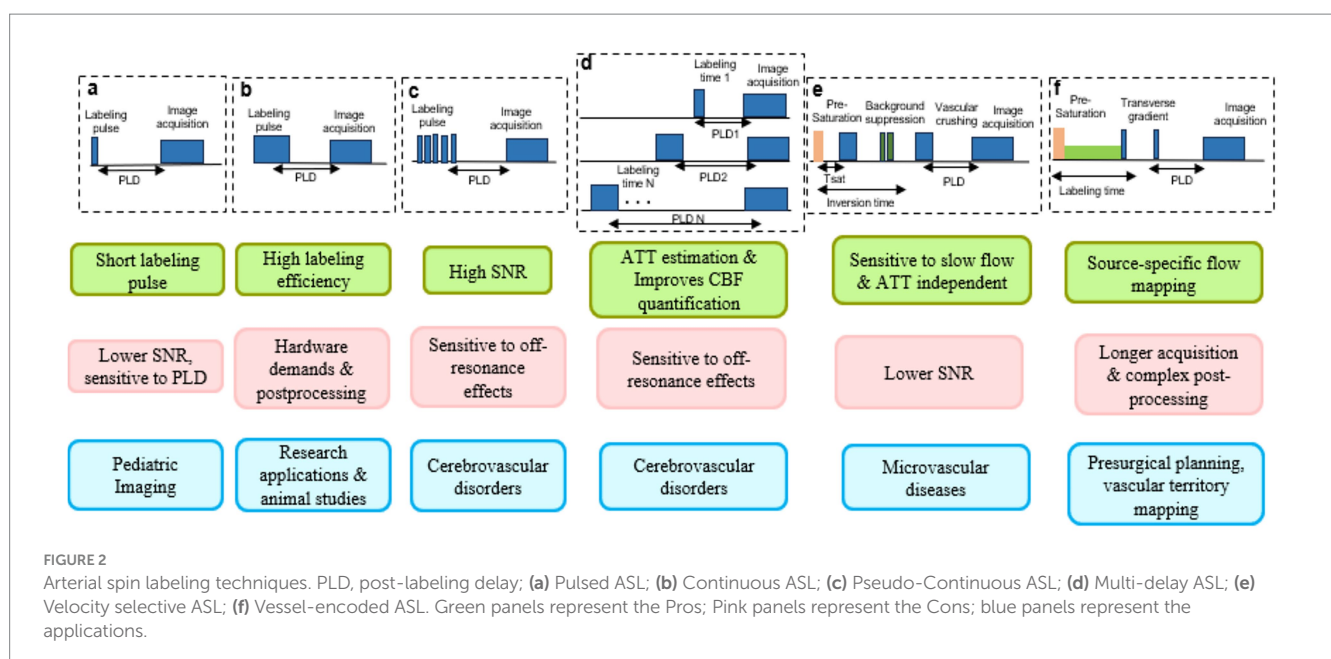 a
Labeling
pulse
Image
acquisition
PLD
b
Labeling
pulse
Image
acquisition
PLD
c
Labeling
pulse
Image
acquisition
PLD
d
Labeling
time 1
Image
acquisition
PLD1
PLD2
Labeling
time N
. . .
PLD N
e
Pre-
Saturation
Background
suppression
Vascular
crushing
Image
acquisition
Tsat
PLD
Inversion time
f
Pre-
Saturation
Transverse
gradient
Image
acquisition
PLD
Labeling time
Short labeling
pulse
High labeling
efficiency
High SNR
ATT estimation &
Improves CBF
quantification
Sensitive to slow flow
& ATT independent
Source-specific flow
mapping
Lower SNR,
sensitive to PLD
Hardware
demands &
postprocessing
Sensitive to off-
resonance
effects
Sensitive to off-
resonance effects
Lower SNR
Longer acquisition
& complex post-
processing
Pediatric
Imaging
Research
applications &
animal studies
Cerebrovascular
disorders
Cerebrovascular
disorders
Microvascular
diseases
Presurgical planning,
vascular territory
mapping
FIGURE 2
Arterial spin labeling techniques. PLD, post-labeling delay; (a) Pulsed ASL; (b) Continuous ASL; (c) Pseudo-Continuous ASL; (d) Multi-delay ASL; (e)
Velocity selective ASL; (f) Vessel-encoded ASL. Green panels represent the Pros; Pink panels represent the Cons; blue panels represent the
applications.